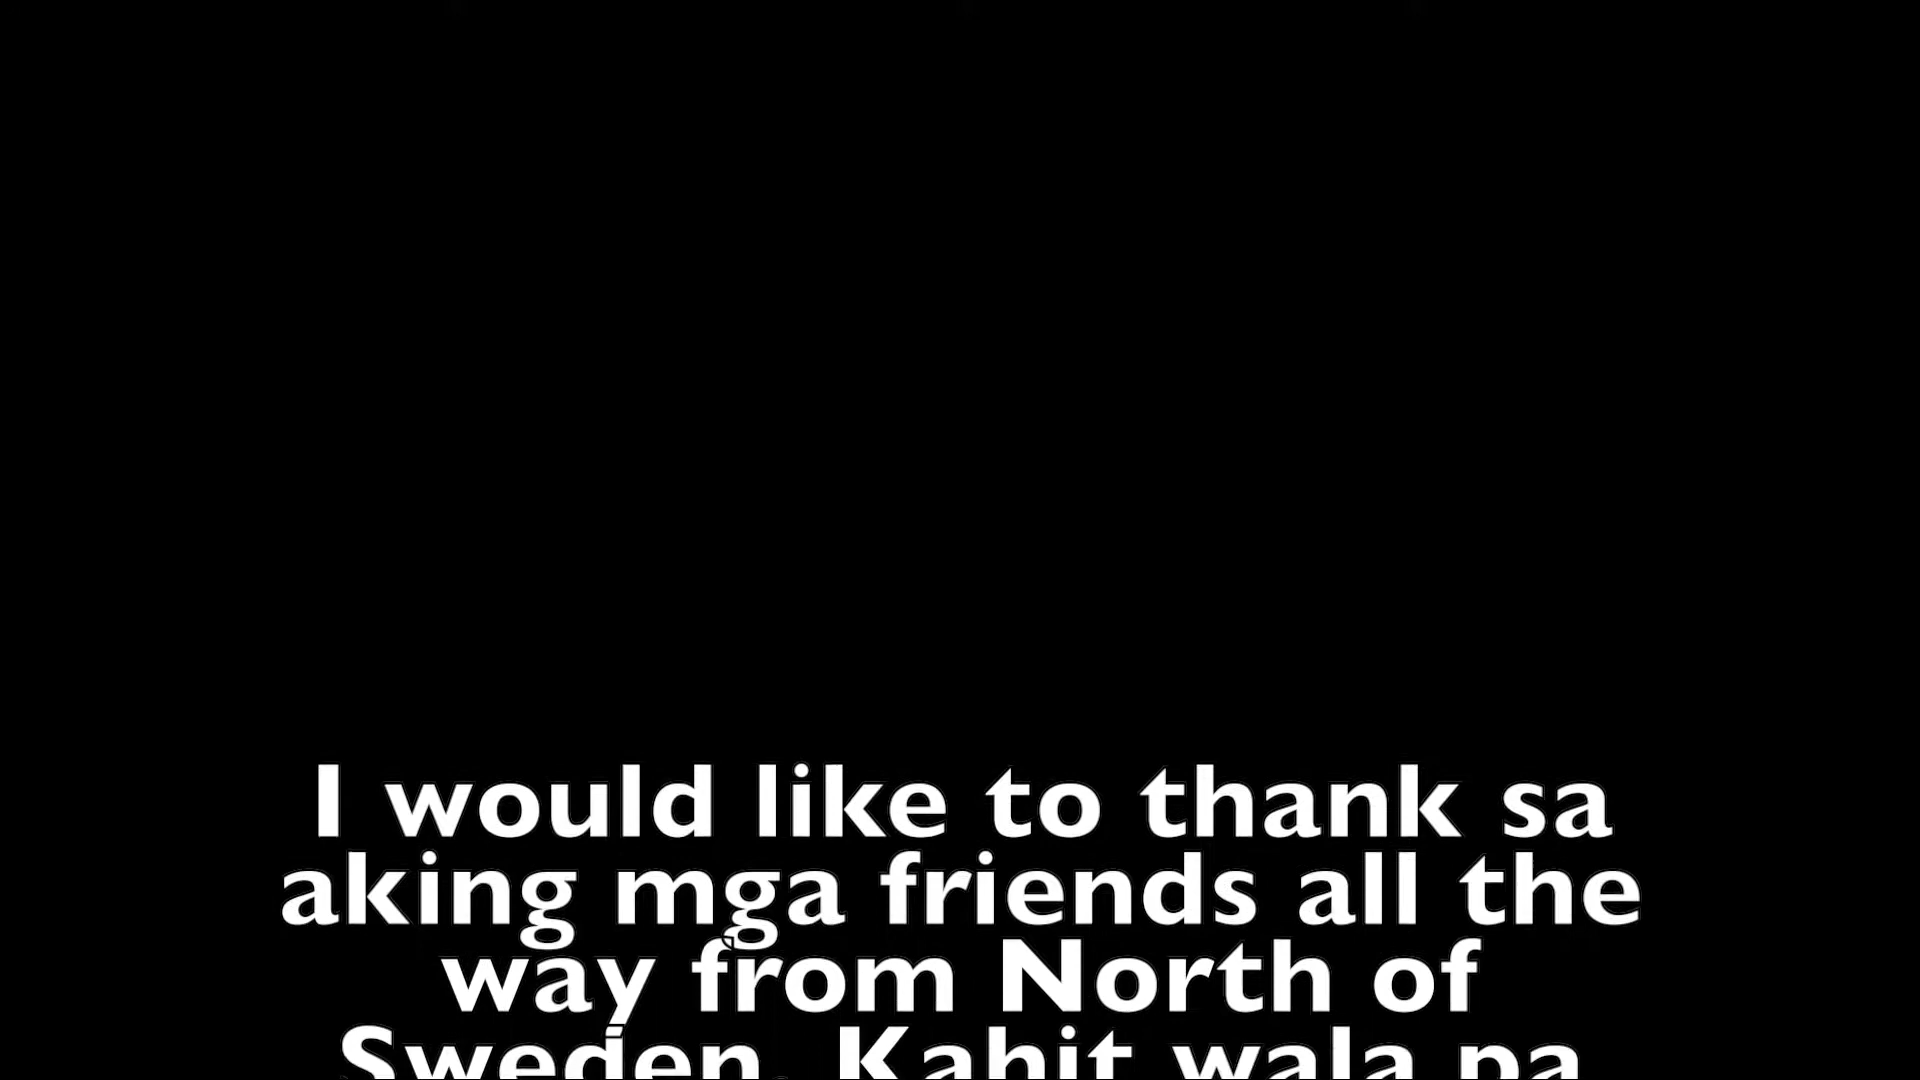 I would like to thank sa
aking mga friends all the
way from North of
Sweden. Kahit wala pa